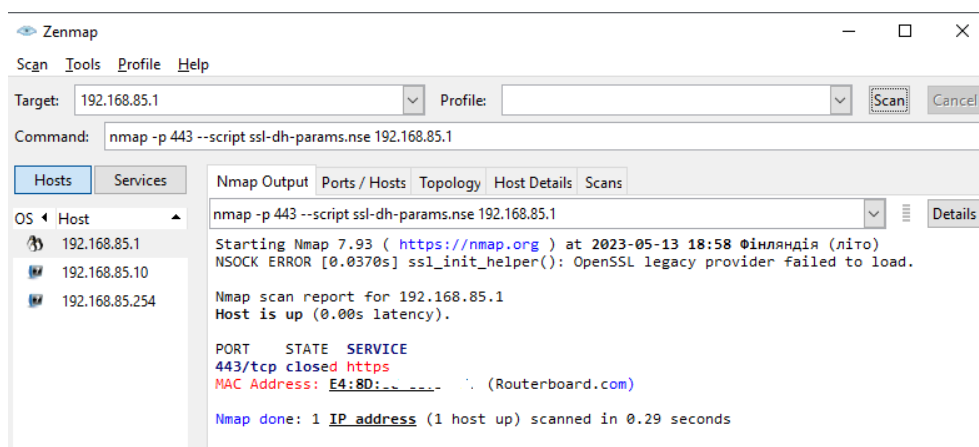 Zenmap
Scan Tools Profile Help
Target: 192.168.85.1 Profile: Scan Cancel
Command: nmap -p 443 --script ssl-dh-params.nse 192.168.85.1
Hosts Services Nmap Output Ports / Hosts Topology Host Details Scans
OS Host nmap -p 443 --script ssl-dh-params.nse 192.168.85.1 Details
192.168.85.1
192.168.85.10
192.168.85.254
Starting Nmap 7.93 ( https://nmap.org ) at 2023-05-13 18:58 Фінляндія (літо)
NSOCK ERROR [0.0370s] ssl_init_helper(): OpenSSL legacy provider failed to load.
Nmap scan report for 192.168.85.1
Host is up (0.00s latency).
PORT STATE SERVICE
443/tcp closed https
MAC Address: E4:8D: (Routerboard.com)
Nmap done: 1 IP address (1 host up) scanned in 0.29 seconds